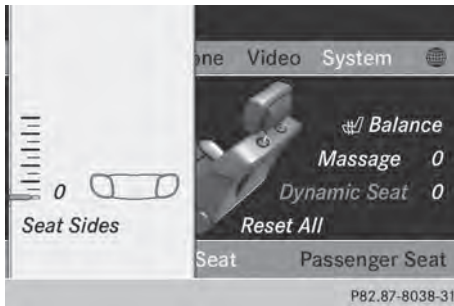 one Video System
Balance
Massage 0
Dynamic Seat 0
0
Seat Sides
Reset All
Seat Passenger Seat
P82.87-8038-31